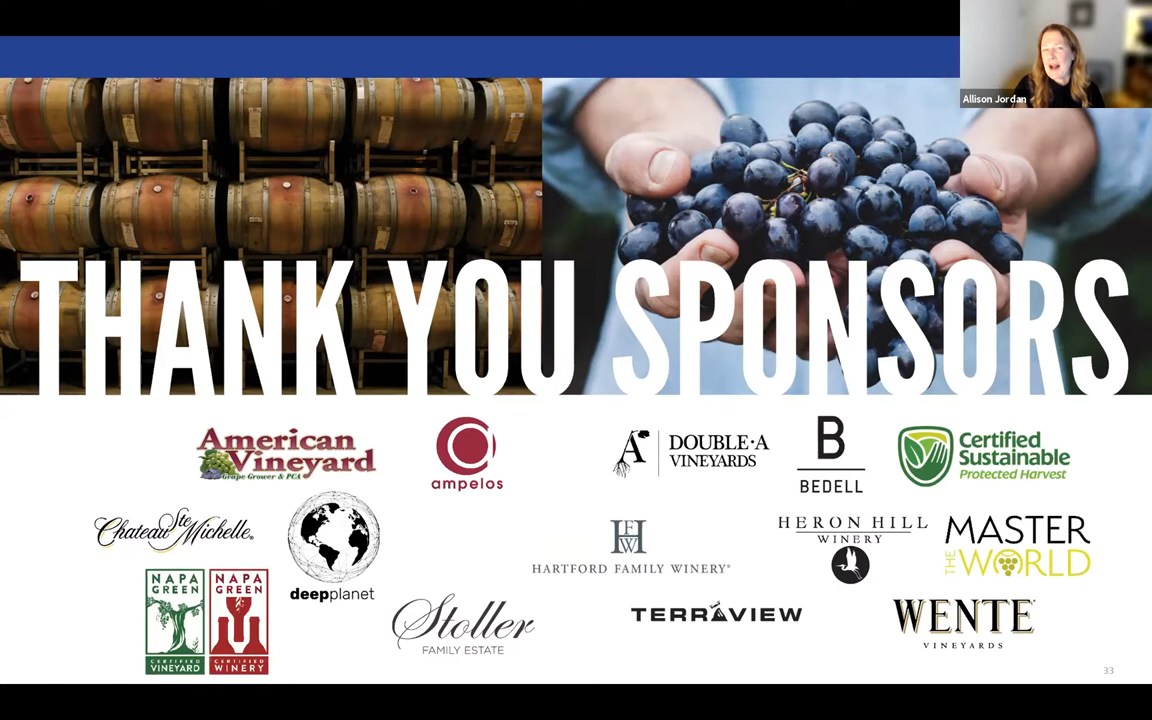 Allison Jordan
THANK YOU SPONSORS
American
Vineyard
Grape Grower & PCA
ampelos
A
DOUBLE·A
VINEYARDS
B
BEDELL
Certified
Sustainable
Protected Harvest
Chateau Ste Michelle®
deepplanet
HFW
HARTFORD FAMILY WINERY®
HERON HILL
WINERY
MASTER
THE WORLD
NAPA
GREEN
CERTIFIED
VINEYARD
NAPA
GREEN
CERTIFIED
WINERY
Stoller
FAMILY ESTATE
TERRAVIEW
WENTE
VINEYARDS
33